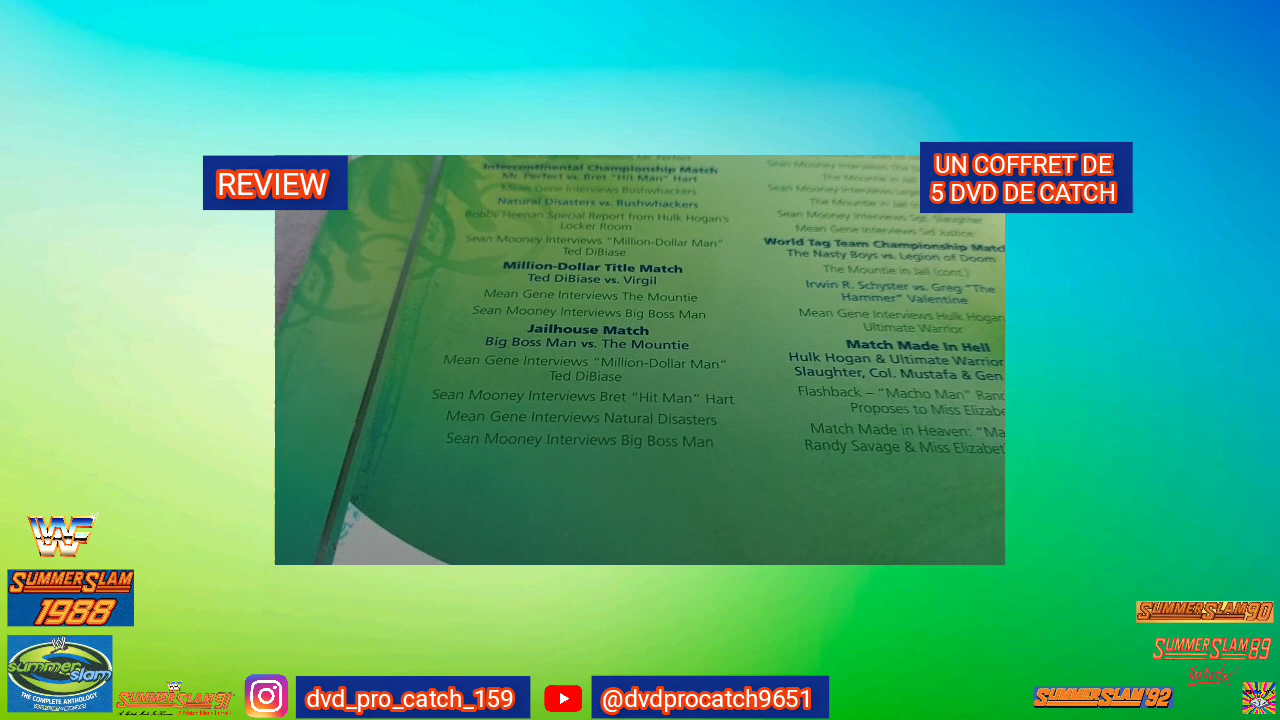 REVIEW
UN COFFRET DE
5 DVD DE CATCH
Intercontinental Championship Match
Mr. Perfect vs. Bret "Hit Man" Hart
Mean Gene Interviews Bushwhackers
Natural Disasters vs. Bushwhackers
Bobby Heenan Special Report from Hulk Hogan's
Locker Room
Sean Mooney Interviews "Million-Dollar Man"
Ted DiBiase
Million-Dollar Title Match
Ted DiBiase vs. Virgil
Mean Gene Interviews The Mountie
Sean Mooney Interviews Big Boss Man
Jailhouse Match
Big Boss Man vs. The Mountie
Mean Gene Interviews "Million-Dollar Man"
Ted DiBiase
Sean Mooney Interviews Bret "Hit Man" Hart
Mean Gene Interviews Natural Disasters
Sean Mooney Interviews Big Boss Man
The Mountie in Jail
Sean Mooney Interviews
The Mountie in Jail
Sean Mooney Interviews Sgt. Slaughter
Mean Gene Interviews Sid Justice
World Tag Team Championship Match
The Nasty Boys vs. Legion of Doom
The Mountie in Jail (cont.)
Irwin R. Schyster vs. Greg "The
Hammer" Valentine
Mean Gene Interviews Hulk Hogan
Ultimate Warrior
Match Made In Hell
Hulk Hogan & Ultimate Warrior
Slaughter, Col. Mustafa & Gen.
Flashback – "Macho Man" Rand
Proposes to Miss Elizabe
Match Made in Heaven: "Ma
Randy Savage & Miss Elizabet
WF
SUMMERSLAM
1988
W
summerslam
THE COMPLETE ANTHOLOGY
SUMMERSLAM 91
dvd_pro_catch_159
@dvdprocatch9651
SUMMERSLAM 90
SUMMERSLAM 89
SUMMERSLAM '92